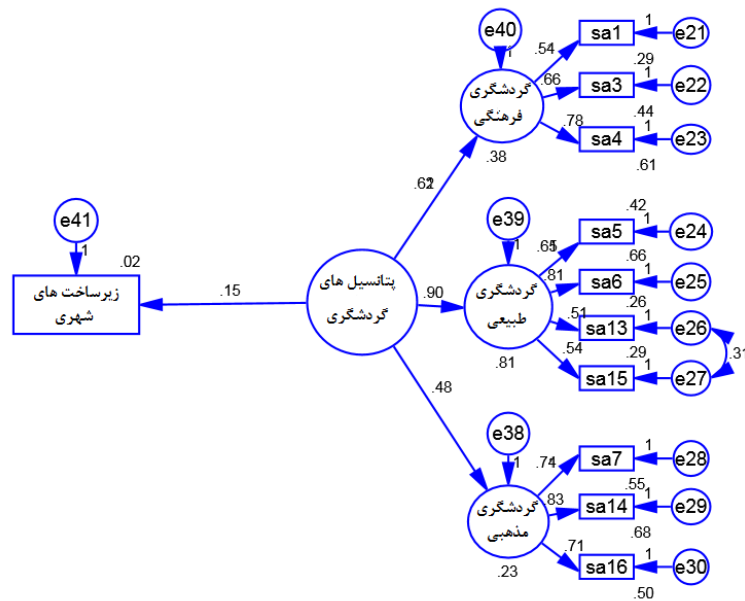 e40
1
sa1
1
e21
.54
.29
گردشگری
فرهنگی
.66
sa3
1
e22
.44
.78
sa4
1
e23
.38
.61
e41
1
.02
زیرساخت های
شهری
.15
پتانسیل های
گردشگری
.90
.48
e39
1
.42
sa5
1
e24
.66
گردشگری
طبیعی
.81
sa6
1
e25
.26
.51
sa13
1
e26
.29
.31
.54
sa15
1
e27
.81
e38
1
گردشگری
مذهبی
.74
sa7
1
e28
.55
.83
sa14
1
e29
.68
.71
sa16
1
e30
.23
.50